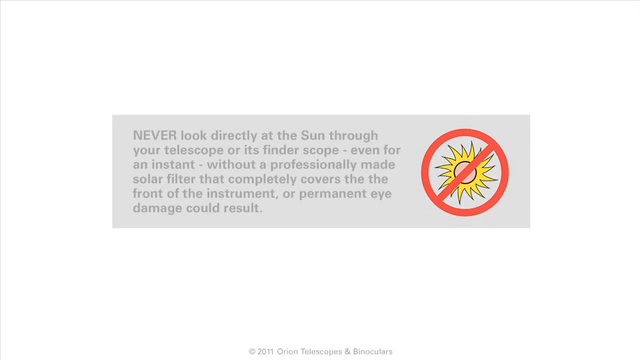 NEVER look directly at the Sun through
your telescope or its finder scope - even for
an instant - without a professionally made
solar filter that completely covers the the
front of the instrument, or permanent eye
damage could result.
© 2011 Orion Telescopes & Binoculars